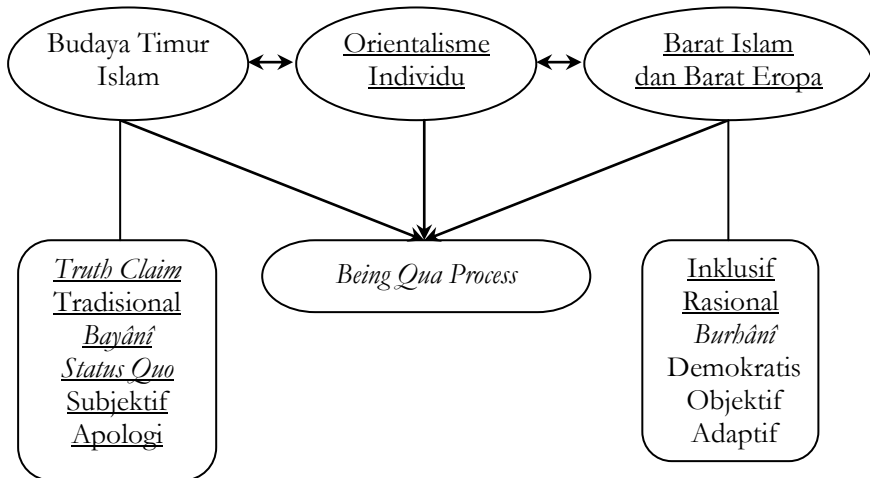 Budaya Timur
Islam
Orientalisme
Individu
Barat Islam
dan Barat Eropa
Truth Claim
Tradisional
Bayânî
Status Quo
Subjektif
Apologi
Being Qua Process
Inklusif
Rasional
Burhânî
Demokratis
Objektif
Adaptif